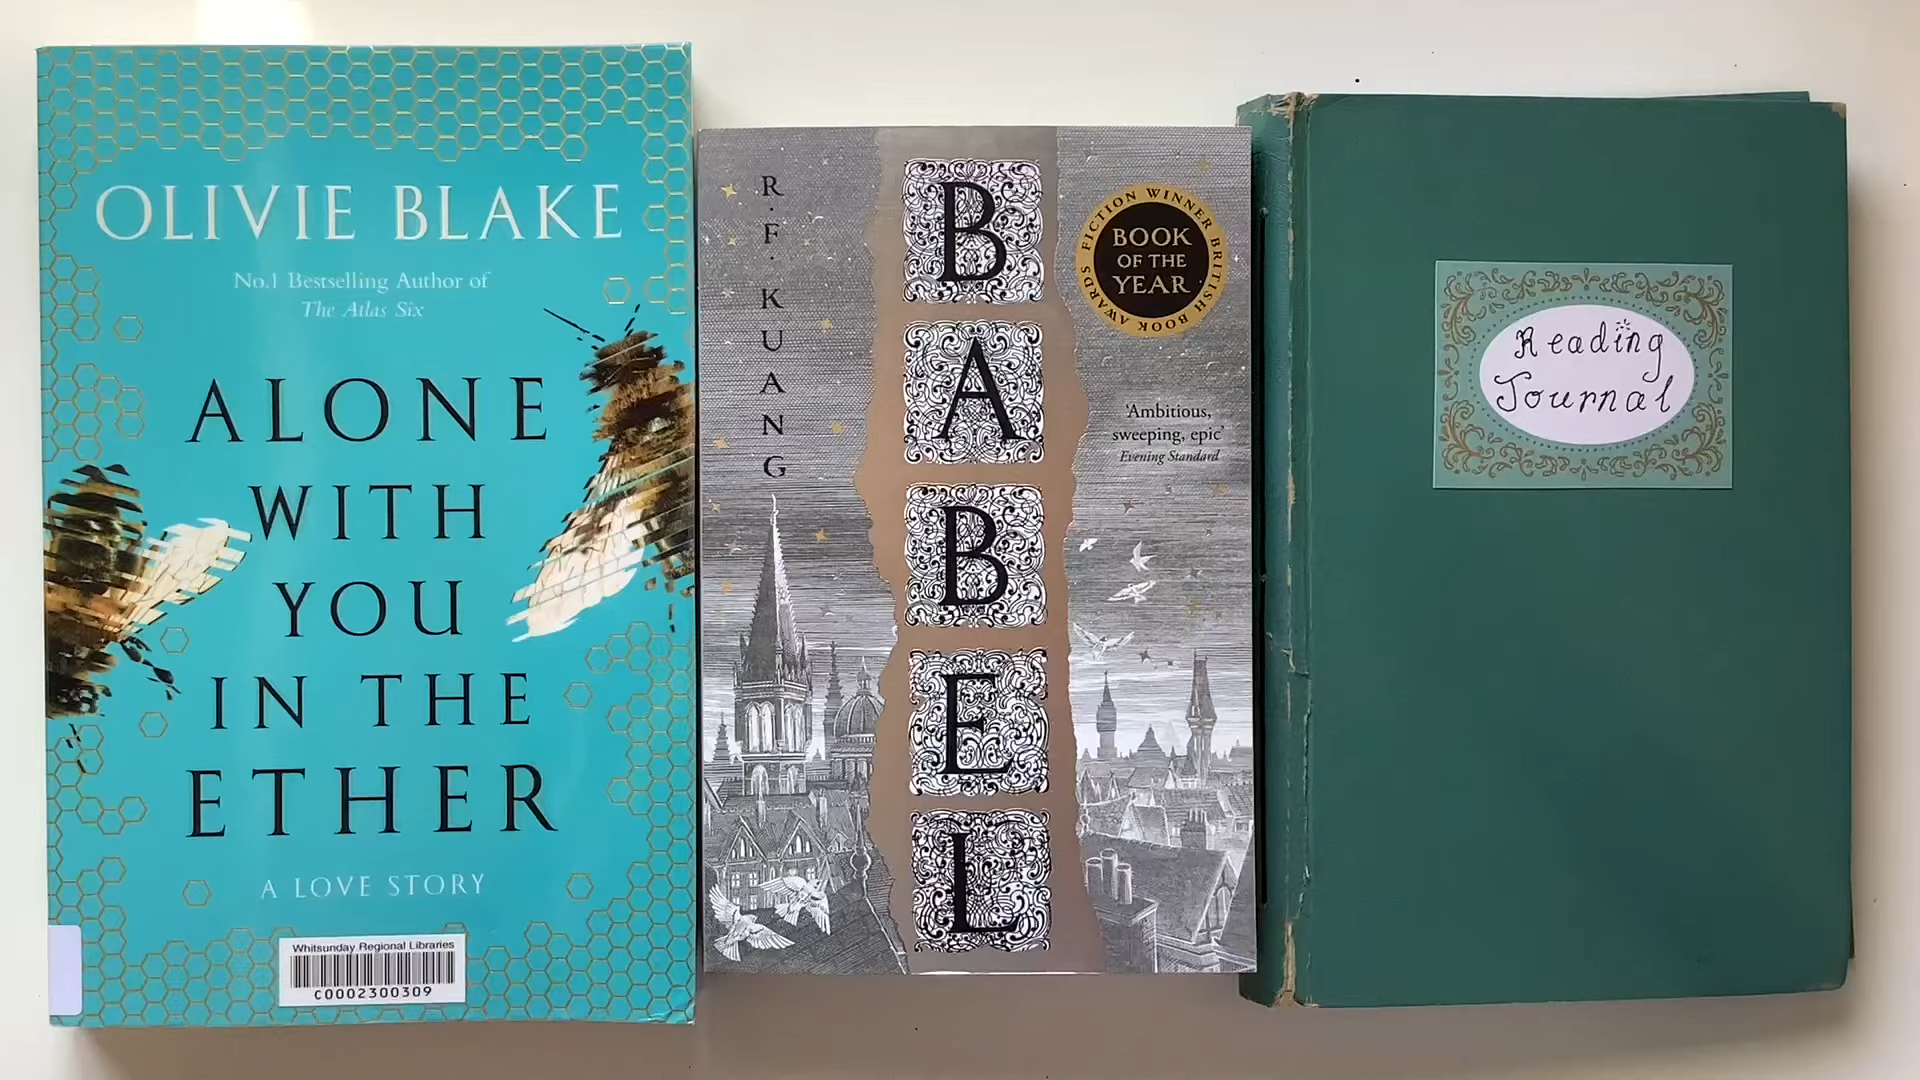 OLIVIE BLAKE
No.1 Bestselling Author of
The Atlas Six
ALONE
WITH
YOU
IN THE
ETHER
A LOVE STORY
Whitsunday Regional Libraries
C0002300309
R.F. KUANG
BABEL
FICTION WINNER BRITISH BOOK AWARDS
BOOK
OF THE
YEAR
'Ambitious,
sweeping, epic'
Evening Standard
Reading
Journal